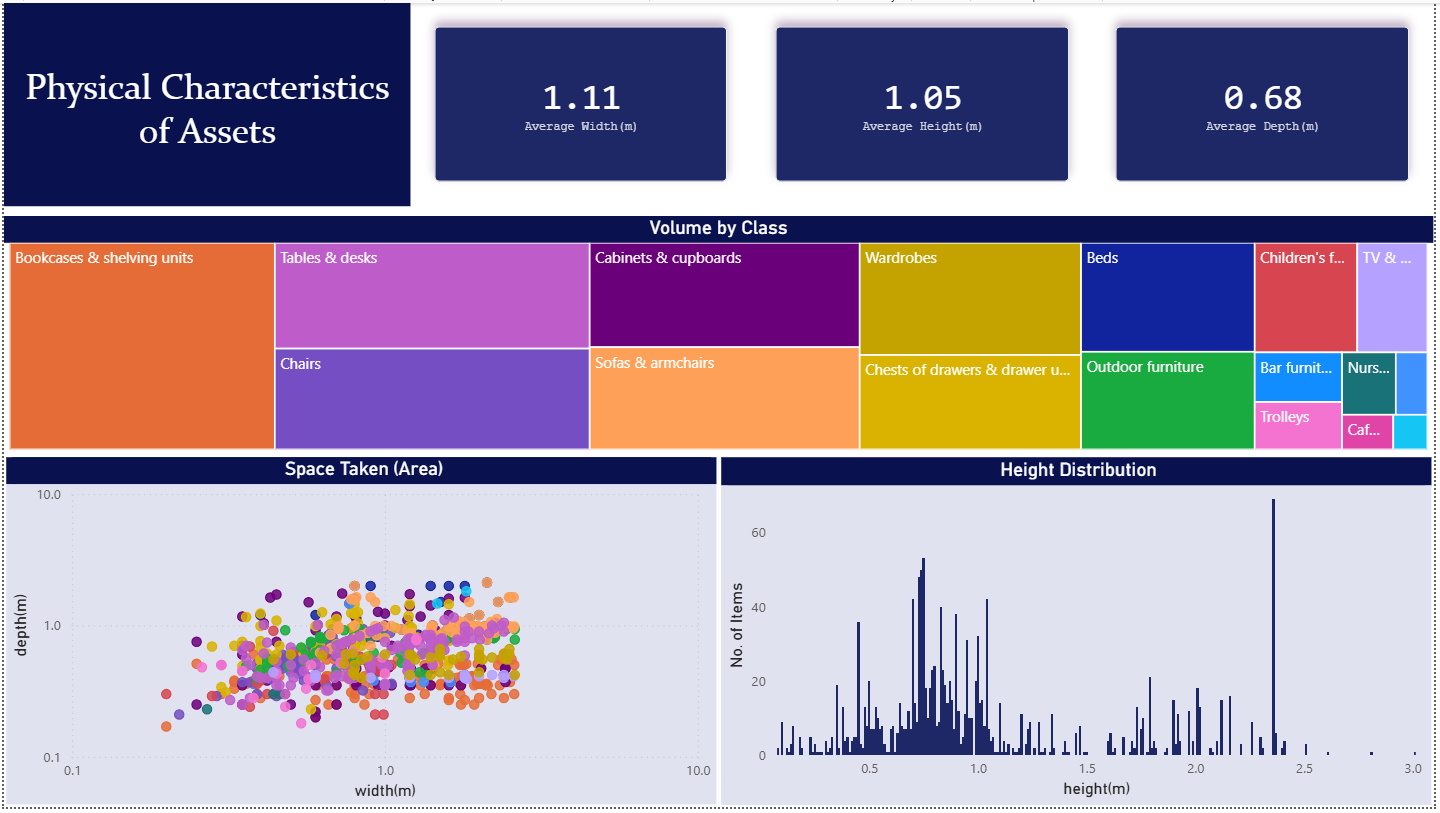 Physical Characteristics
of Assets
1.11
Average Width(m)
1.05
Average Height(m)
0.68
Average Depth(m)
Volume by Class
Bookcases & shelving units
Tables & desks
Chairs
Cabinets & cupboards
Sofas & armchairs
Wardrobes
Chests of drawers & drawer u...
Beds
Outdoor furniture
Children's f...
TV & ...
Bar furnit...
Trolleys
Nurs...
Caf...
Space Taken (Area)
depth(m)
10.0
1.0
0.1
0.1
1.0
10.0
width(m)
Height Distribution
No. of Items
60
40
20
0
0.5
1.0
1.5
2.0
2.5
3.0
height(m)